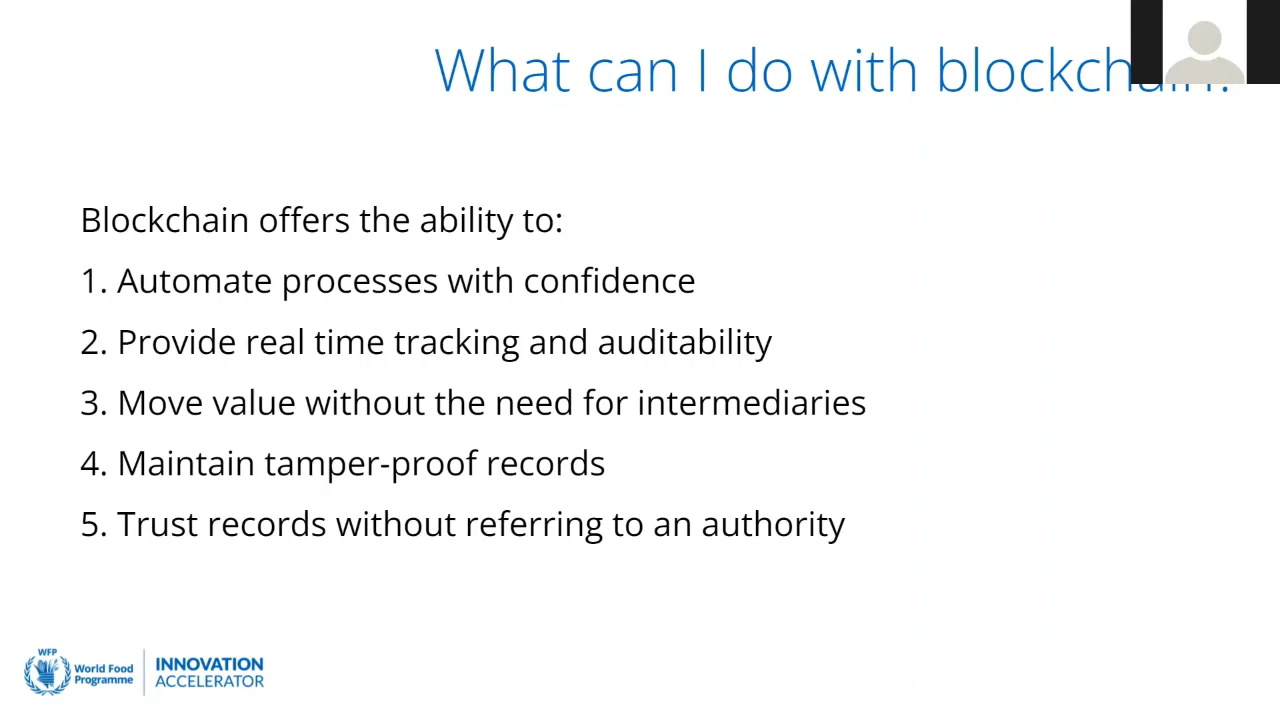 What can I do with
Blockchain offers the ability to:
1. Automate processes with confidence
2. Provide real time tracking and auditability
3. Move value without the need for intermediaries
4. Maintain tamper-proof records
5. Trust records without referring to an authority
WFP
World Food
Programme
INNOVATION
ACCELERATOR